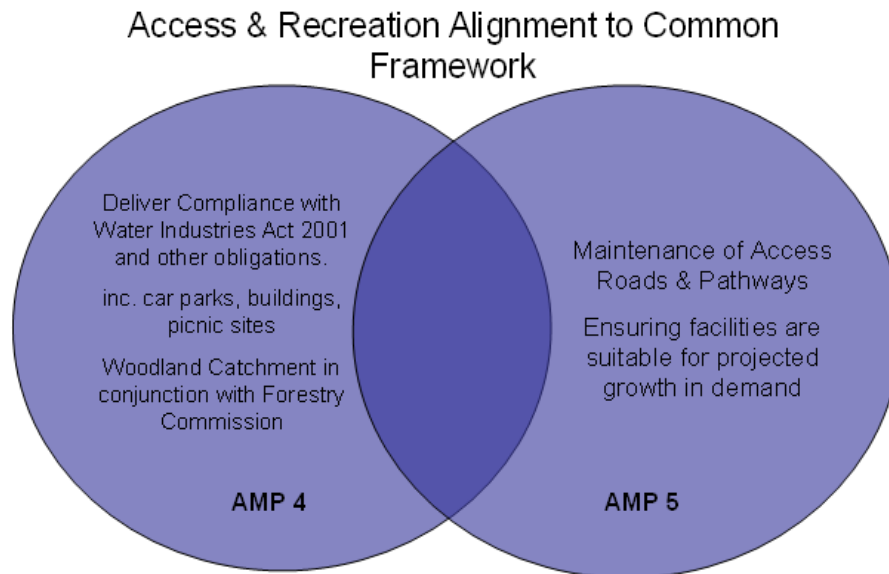 Access & Recreation Alignment to Common
Framework
Deliver Compliance with
Water Industries Act 2001
and other obligations.
inc. car parks, buildings,
picnic sites
Woodland Catchment in
conjunction with Forestry
Commission
AMP 4
Maintenance of Access
Roads & Pathways
Ensuring facilities are
suitable for projected
growth in demand
AMP 5